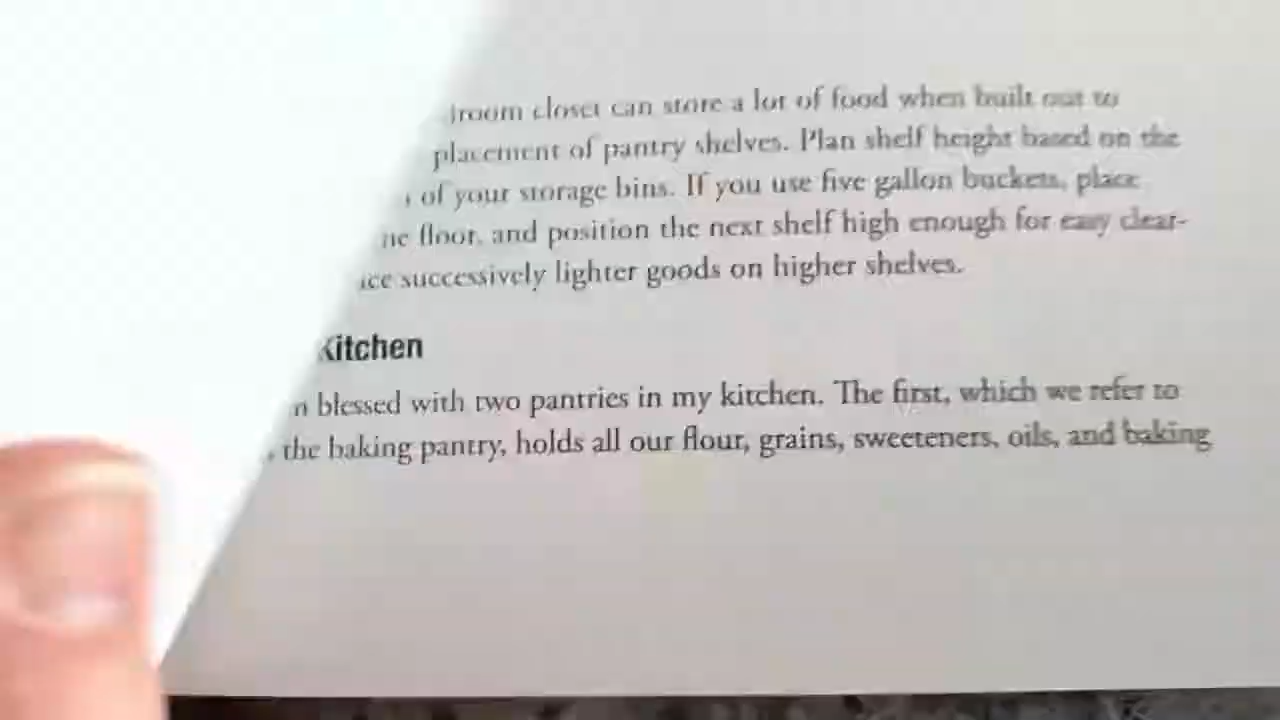 room closet can store a lot of food when built out to
placement of pantry shelves. Plan shelf height based on the
of your storage bins. If you use five gallon buckets, place
floor, and position the next shelf high enough for easy clear-
successively lighter goods on higher shelves.
Kitchen
blessed with two pantries in my kitchen. The first, which we refer to
the baking pantry, holds all our flour, grains, sweeteners, oils, and baking